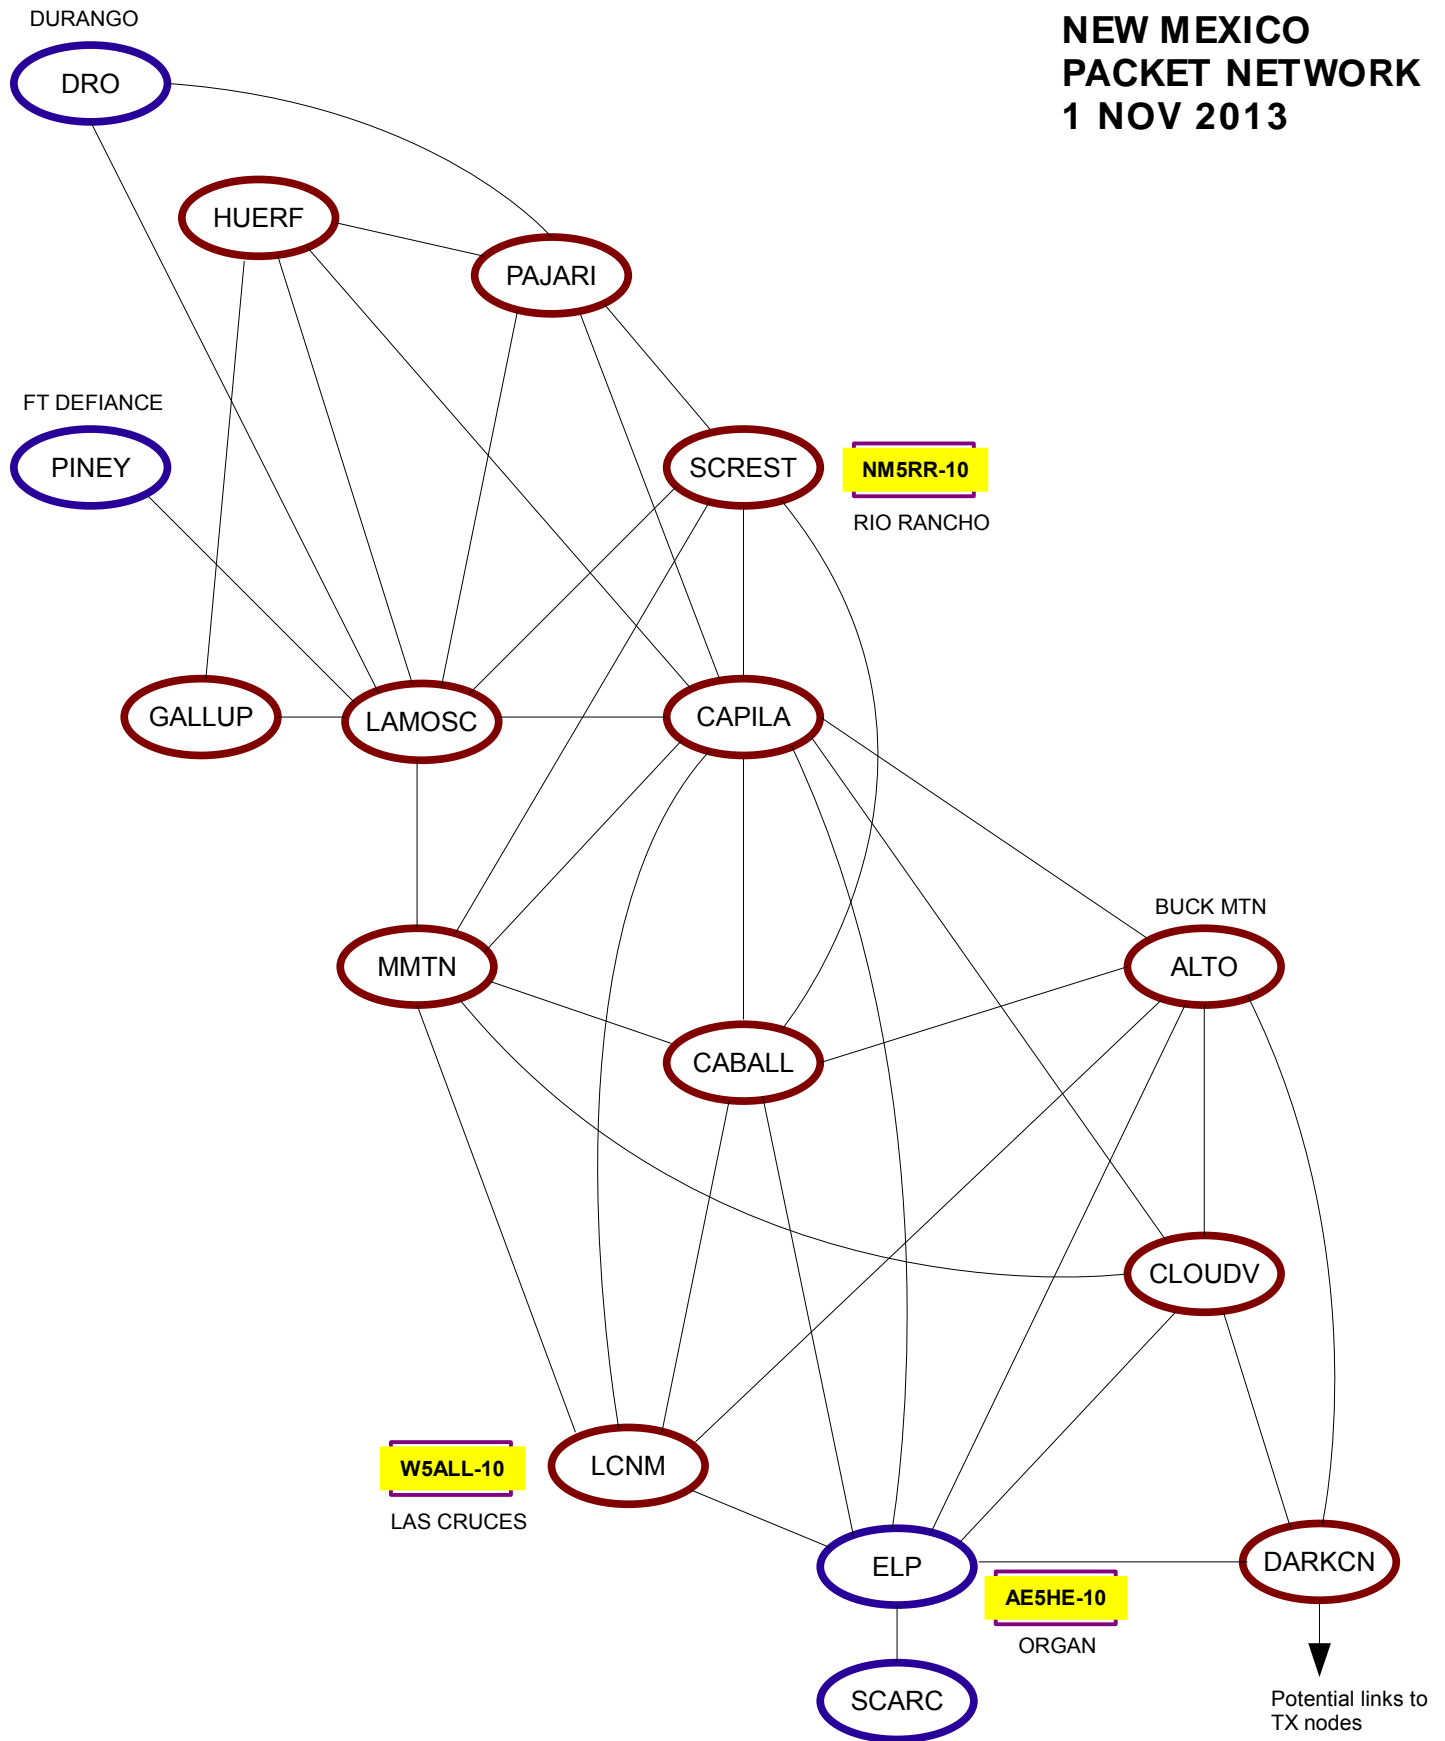 DURANGO
NEW MEXICO
PACKET NETWORK
1 NOV 2013
DRO
HUERF
PAJARI
FT DEFIANCE
PINEY
SCREST
NM5RR-10
RIO RANCHO
GALLUP
LAMOSC
CAPILA
BUCK MTN
MMTN
ALTO
CABALL
CLOUDV
W5ALL-10
LAS CRUCES
LCNM
ELP
DARKCN
AE5HE-10
ORGAN
SCARC
Potential links to
TX nodes